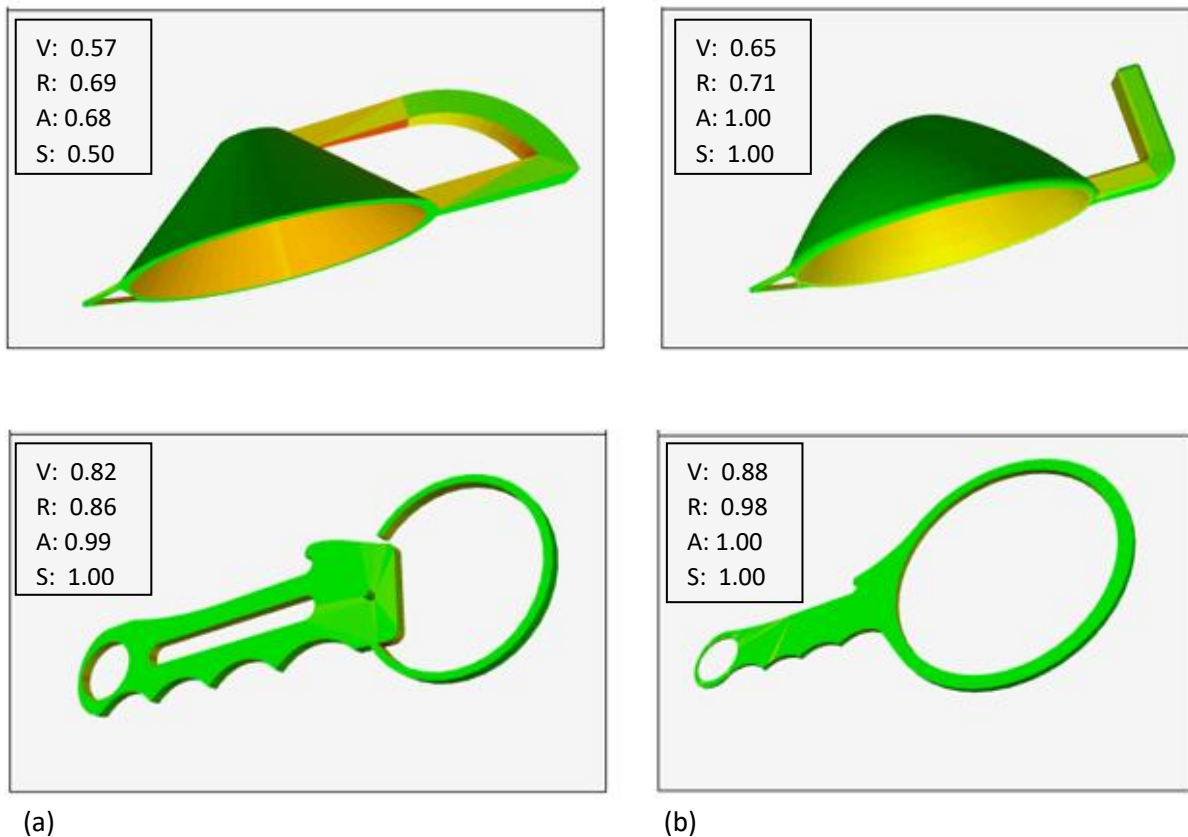 V: 0.57
R: 0.69
A: 0.68
S: 0.50
V: 0.65
R: 0.71
A: 1.00
S: 1.00
V: 0.82
R: 0.86
A: 0.99
S: 1.00
V: 0.88
R: 0.98
A: 1.00
S: 1.00
(a)
(b)